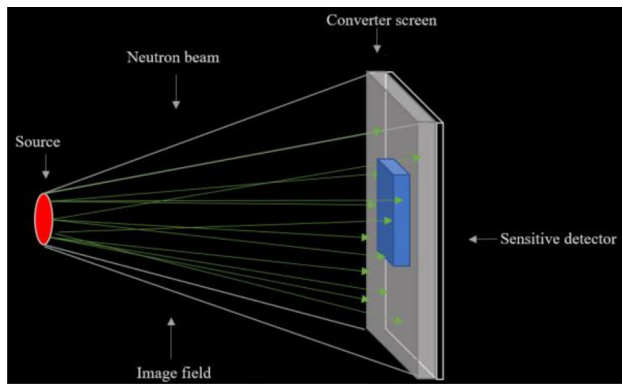 Converter screen
Neutron beam
Source
Sensitive detector
Image field